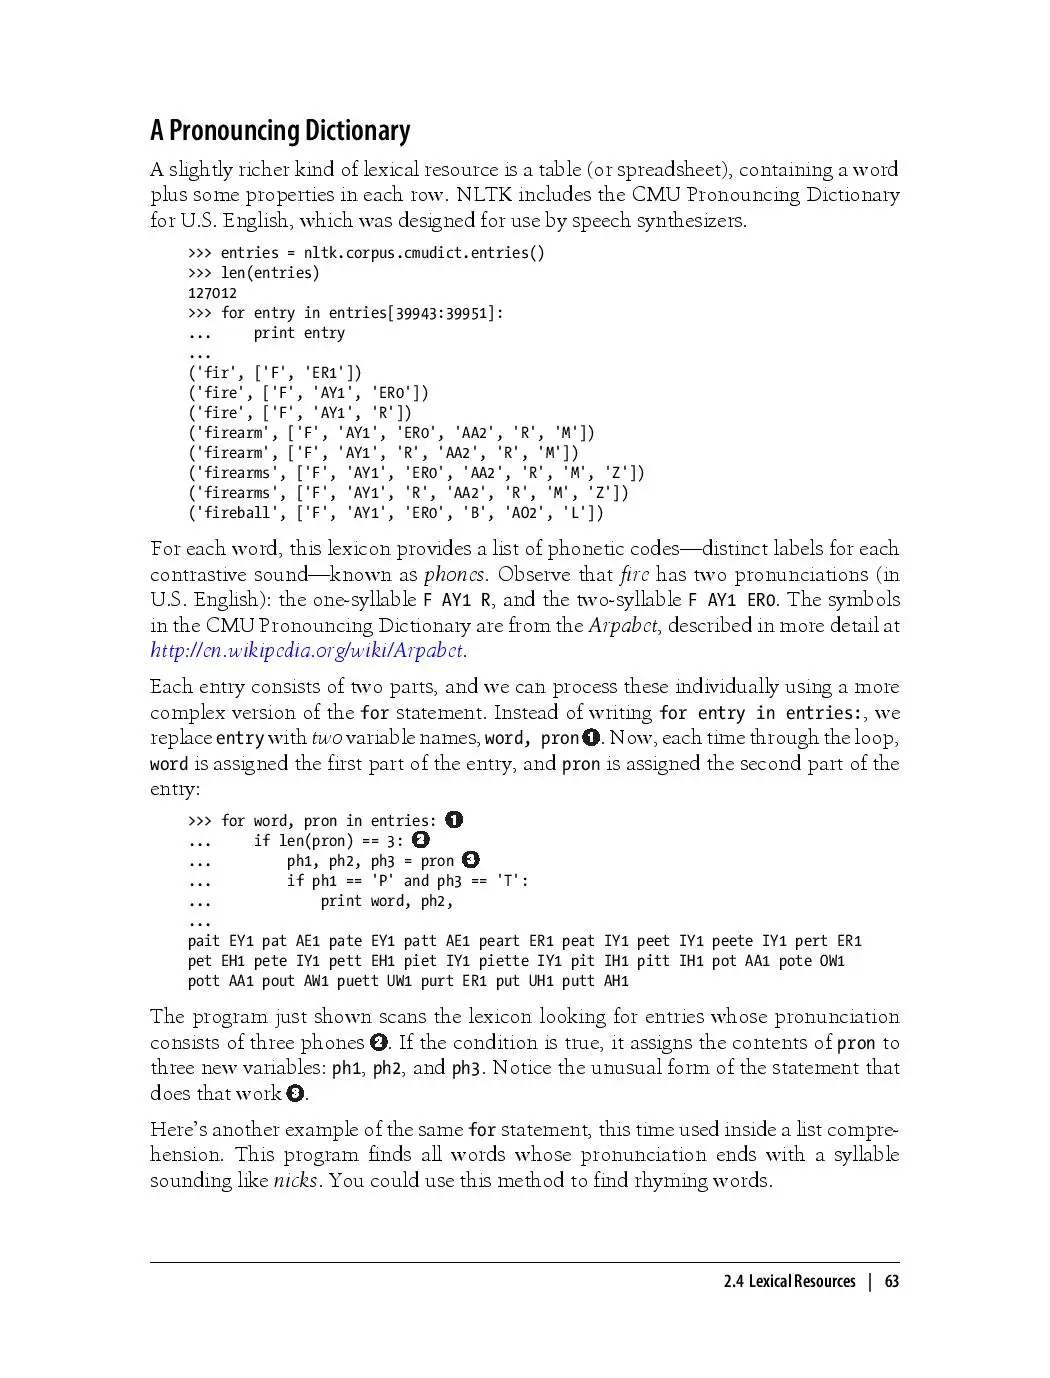 A Pronouncing Dictionary
A slightly richer kind of lexical resource is a table (or spreadsheet), containing a word
plus some properties in each row. NLTK includes the CMU Pronouncing Dictionary
for U.S. English, which was designed for use by speech synthesizers.
>>> entries = nltk.corpus.cmudict.entries()
>>> len(entries)
127012
>>> for entry in entries[39943:39951]:
...     print entry
...
('fir', ['F', 'ER1'])
('fire', ['F', 'AY1', 'ER0'])
('fire', ['F', 'AY1', 'R'])
('firearm', ['F', 'AY1', 'ER0', 'AA2', 'R', 'M'])
('firearm', ['F', 'AY1', 'R', 'AA2', 'R', 'M'])
('firearms', ['F', 'AY1', 'ER0', 'AA2', 'R', 'M', 'Z'])
('firearms', ['F', 'AY1', 'R', 'AA2', 'R', 'M', 'Z'])
('fireball', ['F', 'AY1', 'ER0', 'B', 'AO2', 'L'])
For each word, this lexicon provides a list of phonetic codes—distinct labels for each
contrastive sound—known as phones. Observe that fire has two pronunciations (in
U.S. English): the one-syllable F AY1 R, and the two-syllable F AY1 ER0. The symbols
in the CMU Pronouncing Dictionary are from the Arpabet, described in more detail at
http://en.wikipedia.org/wiki/Arpabet.
Each entry consists of two parts, and we can process these individually using a more
complex version of the for statement. Instead of writing for entry in entries:, we
replace entry with two variable names, word, pron ❶. Now, each time through the loop,
word is assigned the first part of the entry, and pron is assigned the second part of the
entry:
>>> for word, pron in entries: ❶
...     if len(pron) == 3: ❷
...         ph1, ph2, ph3 = pron ❸
...         if ph1 == 'P' and ph3 == 'T':
...             print word, ph2,
...
pait EY1 pat AE1 pate EY1 patt AE1 peart ER1 peat IY1 peet IY1 peete IY1 pert ER1
pet EH1 pete IY1 pett EH1 piet IY1 piette IY1 pit IH1 pitt IH1 pot AA1 pote OW1
pott AA1 pout AW1 puett UW1 purt ER1 put UH1 putt AH1
The program just shown scans the lexicon looking for entries whose pronunciation
consists of three phones ❷. If the condition is true, it assigns the contents of pron to
three new variables: ph1, ph2, and ph3. Notice the unusual form of the statement that
does that work ❸.
Here's another example of the same for statement, this time used inside a list compre-
hension. This program finds all words whose pronunciation ends with a syllable
sounding like nicks. You could use this method to find rhyming words.
2.4 Lexical Resources | 63